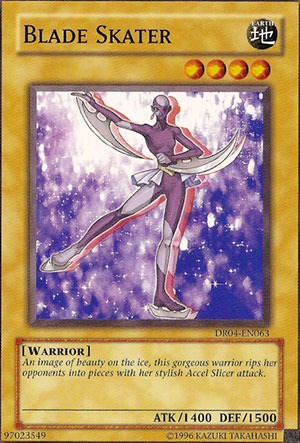 BLADE SKATER
EARTH
地
DR04-EN063
[WARRIOR]
An image of beauty on the ice, this gorgeous warrior rips her
opponents into pieces with her stylish Accel Slicer attack.
ATK/1400 DEF/1500
97023549
©1996 KAZUKI TAKAHASHI